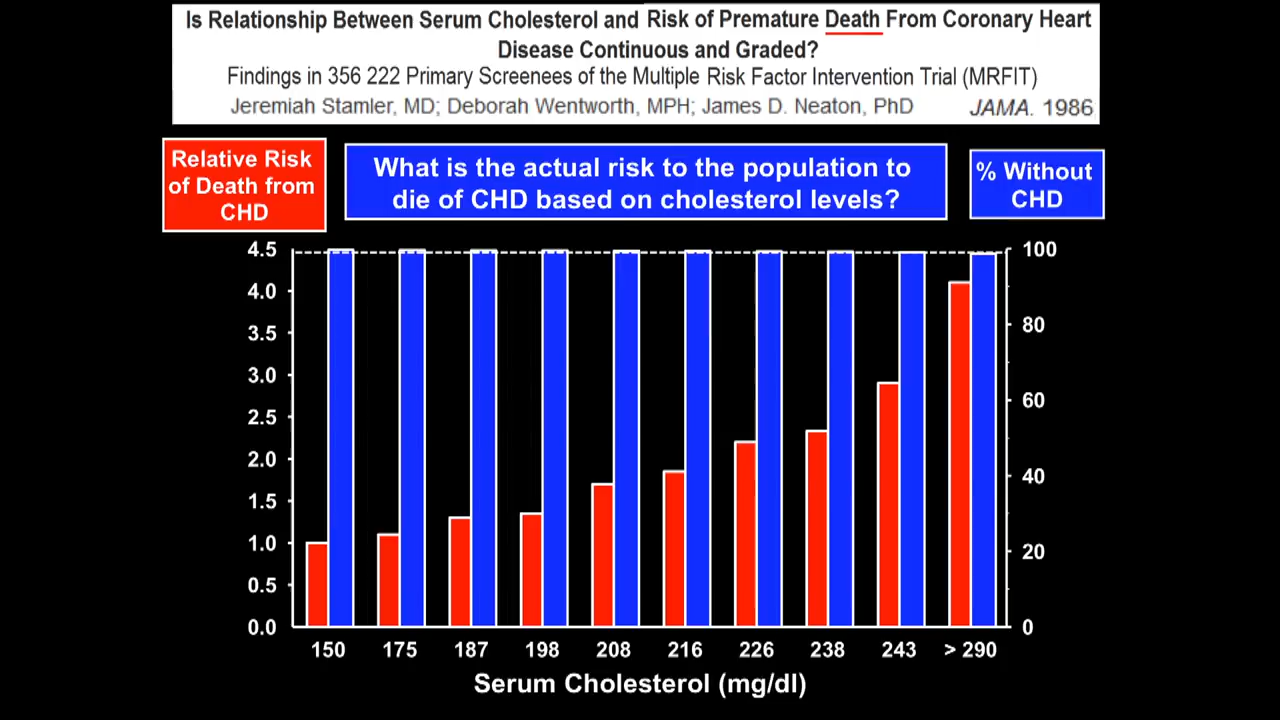 Is Relationship Between Serum Cholesterol and Risk of Premature Death From Coronary Heart
Disease Continuous and Graded?
Findings in 356 222 Primary Screenees of the Multiple Risk Factor Intervention Trial (MRFIT)
Jeremiah Stamler, MD; Deborah Wentworth, MPH; James D. Neaton, PhD JAMA. 1986
Relative Risk
of Death from
CHD
What is the actual risk to the population to
die of CHD based on cholesterol levels?
% Without
CHD
4.5
4.0
3.5
3.0
2.5
2.0
1.5
1.0
0.5
0.0
100
80
60
40
20
0
150 175 187 198 208 216 226 238 243 > 290
Serum Cholesterol (mg/dl)